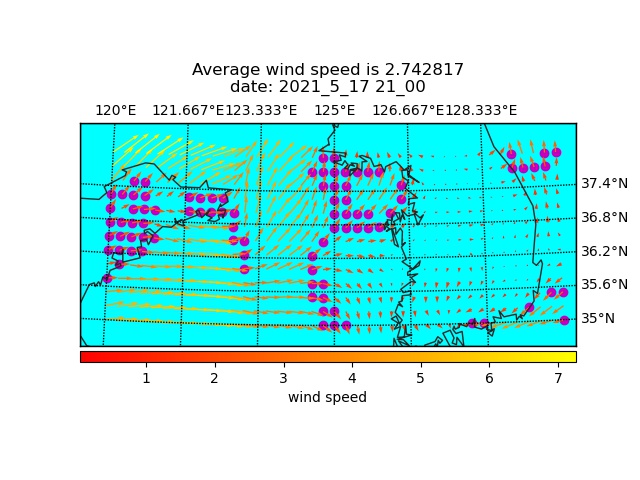 Average wind speed is 2.742817
date: 2021_5_17 21_00
120°E 121.667°E 123.333°E 125°E 126.667°E 128.333°E
37.4°N
36.8°N
36.2°N
35.6°N
35°N
1 2 3 4 5 6 7
wind speed